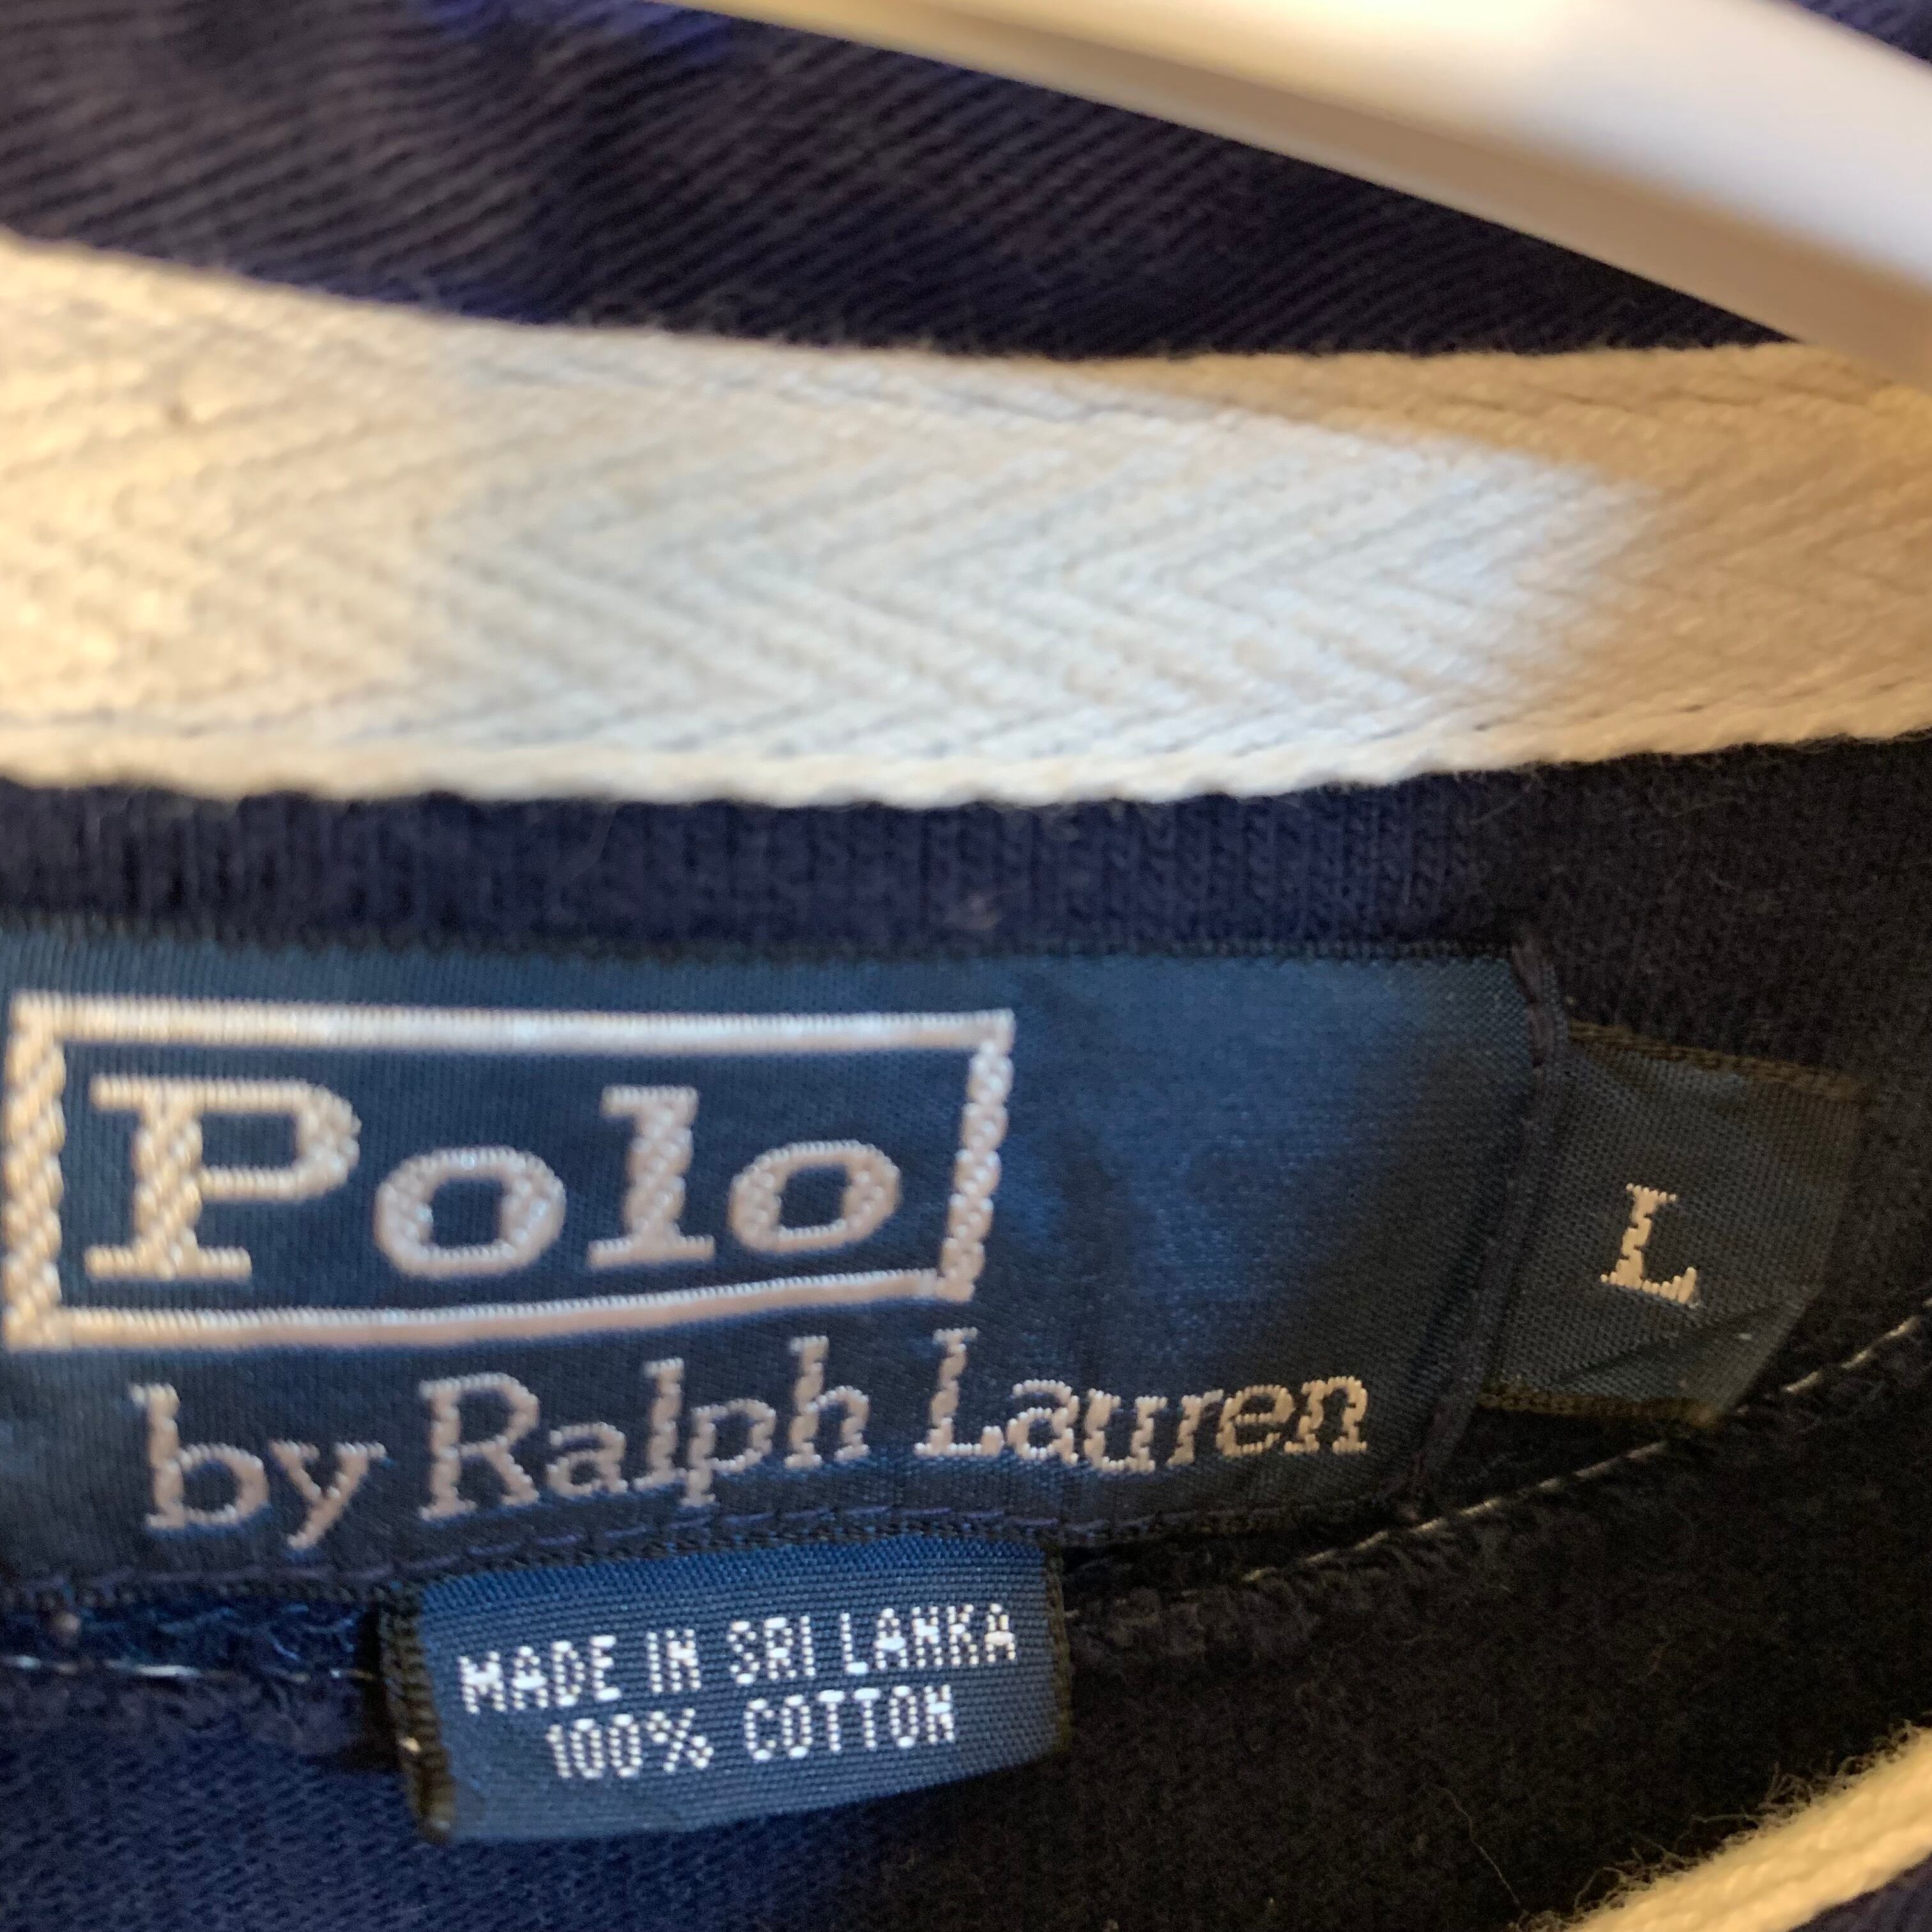 Polo
by Ralph Lauren
L
MADE IN SRI LANKA
100% COTTON